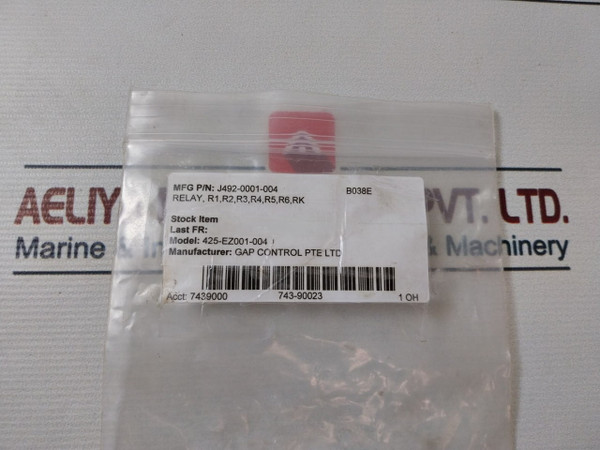 MFG P/N: J492-0001-004 B038E
RELAY, R1,R2,R3,R4,R5,R6,RK
Stock Item
Last FR:
Model: 425-EZ001-004
Manufacturer: GAP CONTROL PTE LTD
Acct: 7439000 743-90023 1 OH
AELIY PVT. LTD.
Marine & I & Machinery